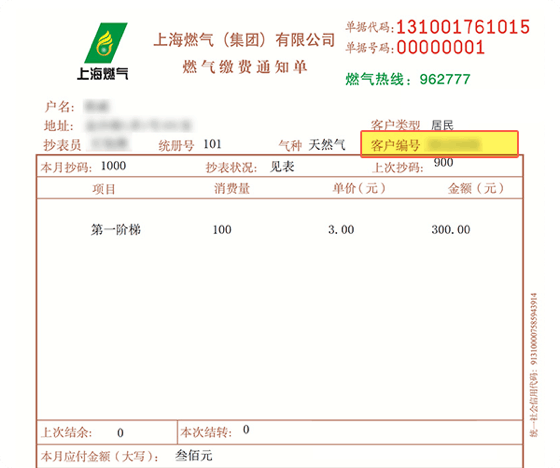 上海燃气
上海燃气（集团）有限公司
燃气缴费通知单
单据代码:131001761015
单据号码:00000001
燃气热线: 962777
户名:
地址:
客户类型 居民
抄表员 统册号 101 气种 天然气 客户编号
本月抄码: 1000 抄表状况: 见表 上次抄码: 900
项目 消费量 单价(元) 金额(元)
第一阶梯 100 3.00 300.00
上次结余: 0 本次结转: 0
本月应付金额(大写): 叁佰元
统一社会信用代码: 913100007585943914